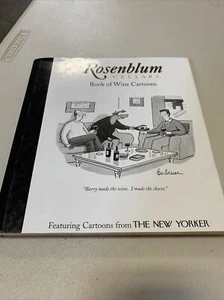 Rosenblum
CELLARS
Book of Wine Cartoons
"Barry made the wine. I made the cheese."
Featuring Cartoons from THE NEW YORKER